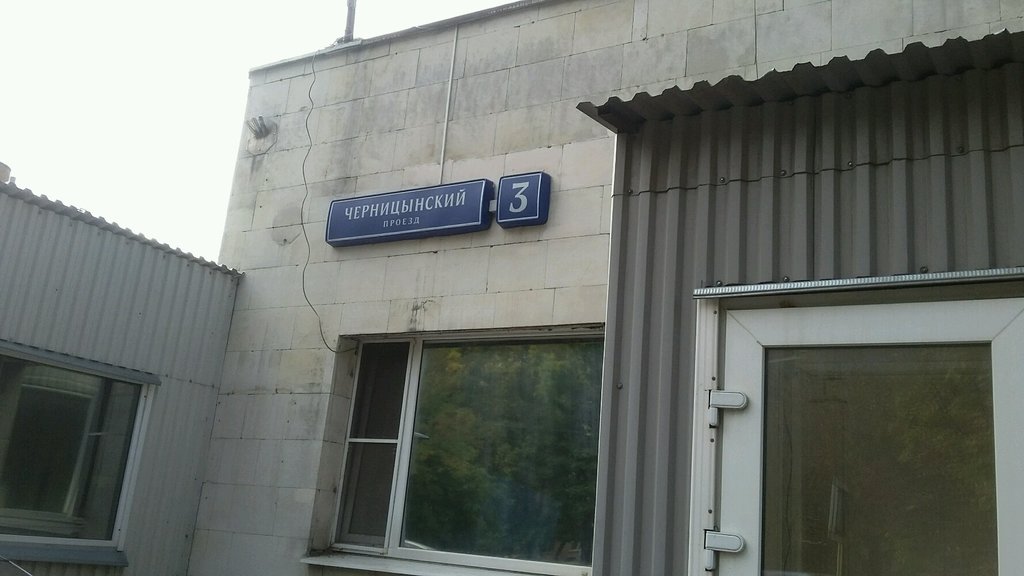 ЧЕРНИЦЫНСКИЙ
ПРОЕЗД
3